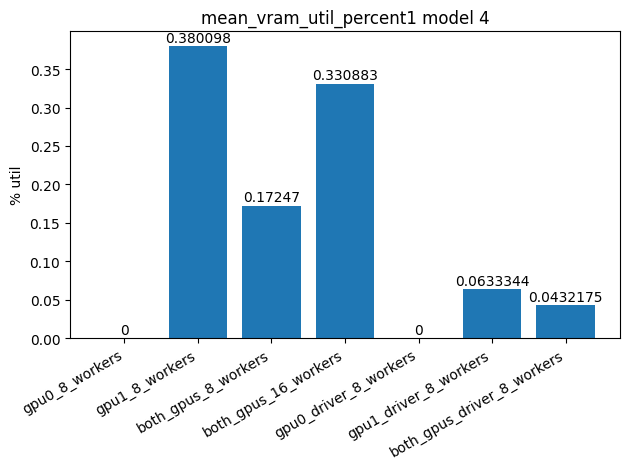 mean_vram_util_percent1 model 4
% util
0.35
0.30
0.25
0.20
0.15
0.10
0.05
0.00
0
0.380098
0.17247
0.330883
0
0.0633344
0.0432175
gpu0_8_workers
gpu1_8_workers
both_gpus_8_workers
both_gpus_16_workers
gpu0_driver_8_workers
gpu1_driver_8_workers
both_gpus_driver_8_workers